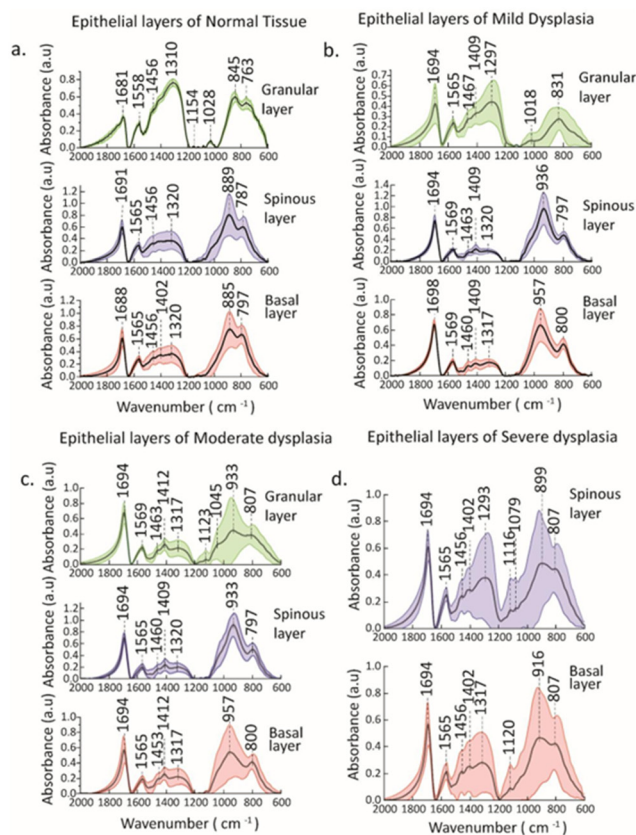 Epithelial layers of Normal Tissue
a.
Absorbance (a.u)
0.8
0.6
0.4
0.2
0.0
1681
1558
1456
1310
1154
1028
845
763
Granular
layer
2000 1800 1600 1400 1200 1000 800 600
Absorbance (a.u)
1.2
1.0
0.8
0.6
0.4
0.2
0.0
1691
1565
1456
1320
889
787
Spinous
layer
2000 1800 1600 1400 1200 1000 800 600
Absorbance (a.u)
1.2
1.0
0.8
0.6
0.4
0.2
0.0
1688
1565
1456
1402
1320
885
797
Basal
layer
2000 1800 1600 1400 1200 1000 800 600
Wavenumber ( cm -1 )
Epithelial layers of Mild Dysplasia
b.
Absorbance (a.u)
0.7
0.6
0.4
0.3
0.2
0.0
1694
1565
1467
1409
1297
1018
831
Granular
layer
2000 1800 1600 1400 1200 1000 800 600
Absorbance (a.u)
1.4
1.2
1.0
0.8
0.6
0.4
0.2
0.0
1694
1569
1463
1409
1320
936
797
Spinous
layer
2000 1800 1600 1400 1200 1000 800 600
Absorbance (a.u)
1.0
0.8
0.6
0.4
0.2
0.0
1698
1569
1460
1409
1317
957
800
Basal
layer
2000 1800 1600 1400 1200 1000 800 600
Wavenumber ( cm -1 )
Epithelial layers of Moderate dysplasia
c.
Absorbance (a.u)
1.0
0.8
0.6
0.4
0.2
0.0
1694
1569
1463
1412
1317
1123
1045
933
807
Granular
layer
2000 1800 1600 1400 1200 1000 800 600
Absorbance (a.u)
1.2
1.0
0.8
0.6
0.4
0.2
0.0
1694
1565
1460
1409
1320
933
797
Spinous
layer
2000 1800 1600 1400 1200 1000 800 600
Absorbance (a.u)
1.0
0.8
0.6
0.4
0.2
0.0
1694
1565
1453
1412
1317
957
800
Basal
layer
2000 1800 1600 1400 1200 1000 800 600
Wavenumber ( cm -1 )
Epithelial layers of Severe dysplasia
d.
Absorbance (a.u)
1.0
0.8
0.6
0.4
0.2
0.0
1694
1565
1456
1402
1293
1116
1079
899
807
Spinous
layer
2000 1800 1600 1400 1200 1000 800 600
Absorbance (a.u)
1.0
0.8
0.6
0.4
0.2
0.0
1694
1565
1456
1402
1317
1120
916
807
Basal
layer
2000 1800 1600 1400 1200 1000 800 600
Wavenumber ( cm -1 )